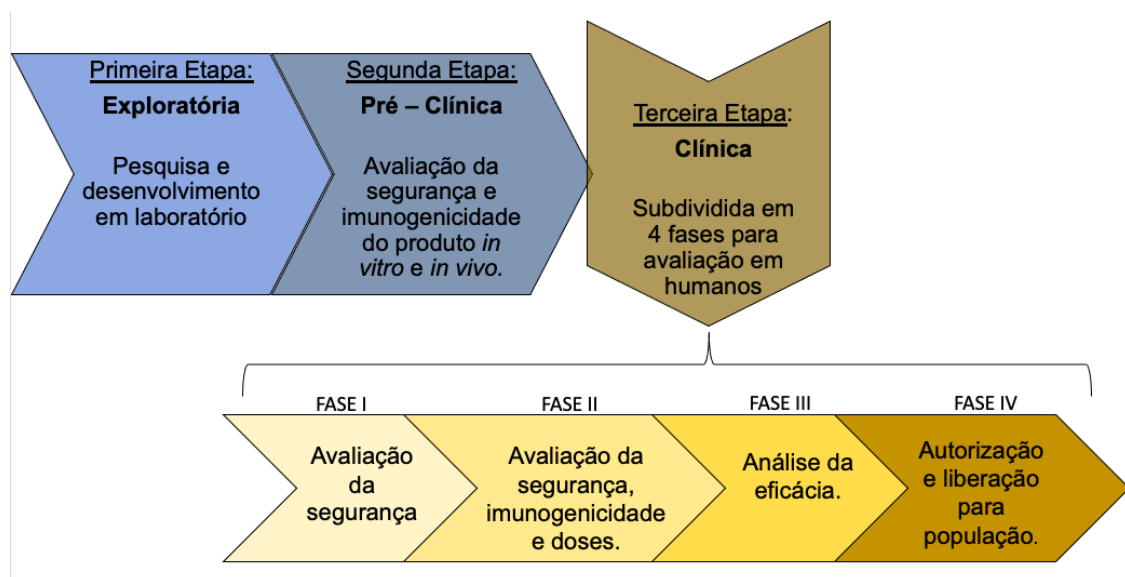 Primeira Etapa:
Exploratória
Pesquisa e
desenvolvimento
em laboratório
Segunda Etapa:
Pré – Clínica
Avaliação da
segurança e
imunogenicidade
do produto in
vitro e in vivo.
Terceira Etapa:
Clínica
Subdividida em
4 fases para
avaliação em
humanos
FASE I
Avaliação
da
segurança
FASE II
Avaliação da
segurança,
imunogenicidade
e doses.
FASE III
Análise da
eficácia.
FASE IV
Autorização
e liberação
para
população.